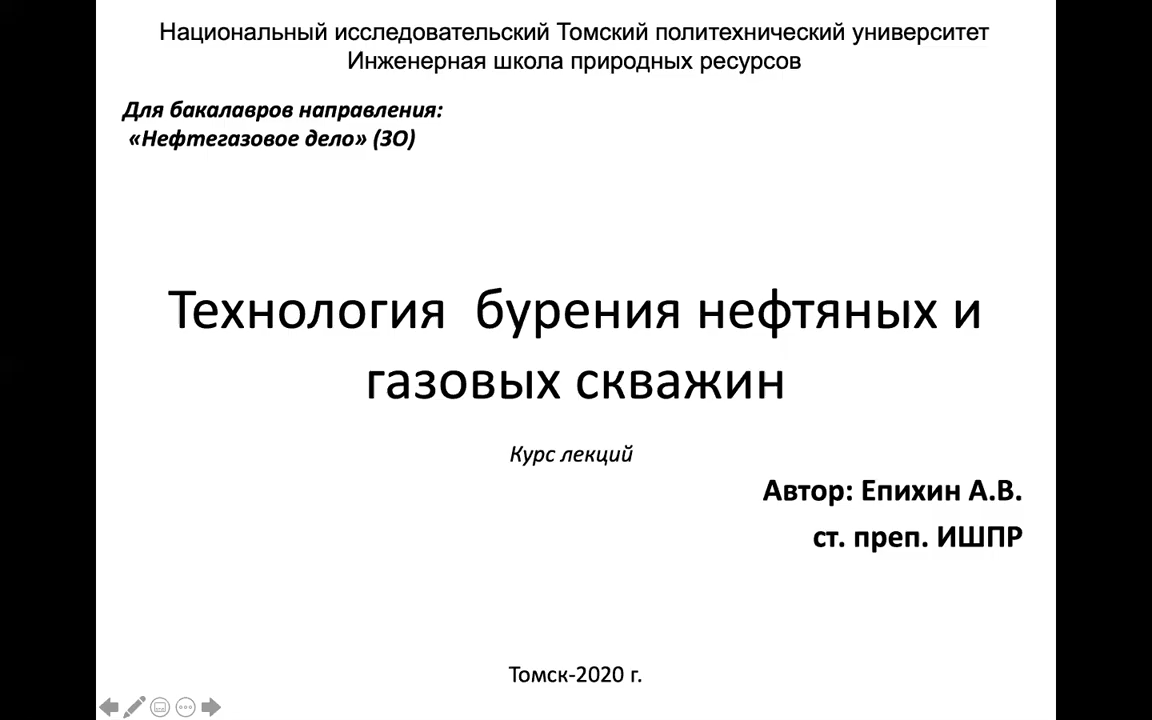 Национальный исследовательский Томский политехнический университет
Инженерная школа природных ресурсов
Для бакалавров направления:
«Нефтегазовое дело» (ЗО)
Технология бурения нефтяных и
газовых скважин
Курс лекций
Автор: Епихин А.В.
ст. преп. ИШПР
Томск-2020 г.